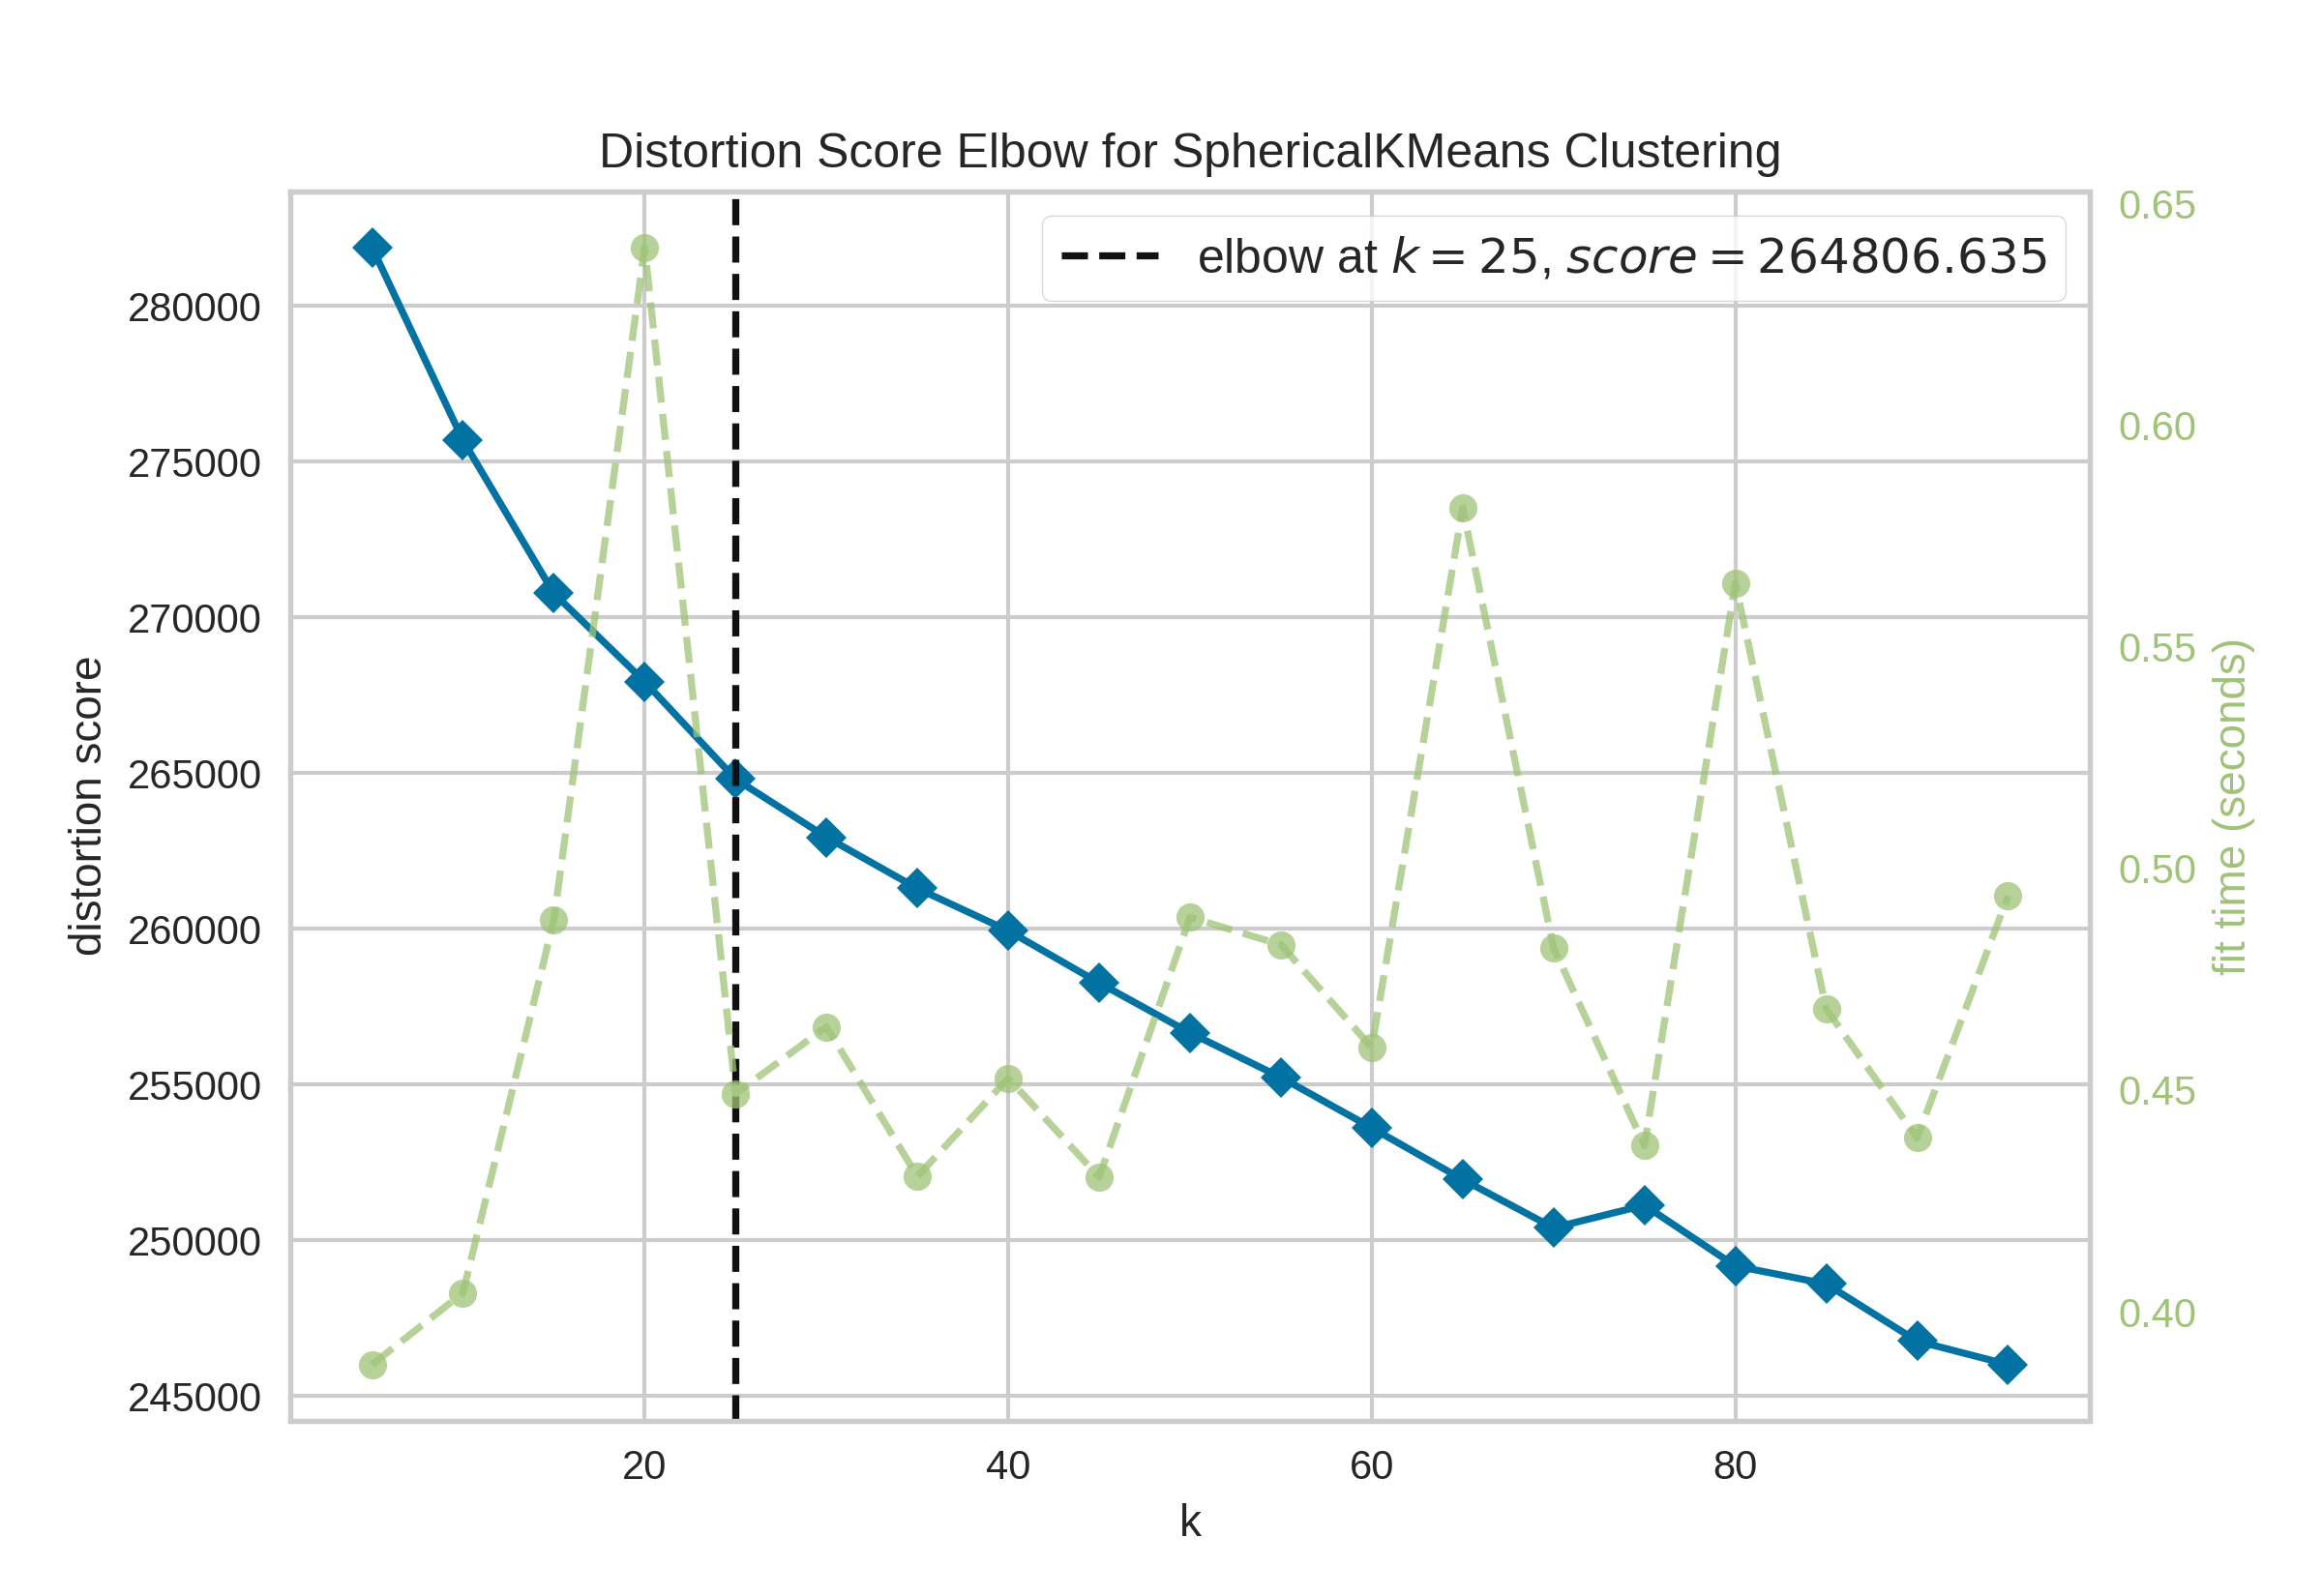 Distortion Score Elbow for SphericalKMeans Clustering
elbow at k = 25, score = 264806.635
280000
275000
270000
265000
260000
255000
250000
245000
distortion score
0.65
0.60
0.55
0.50
0.45
0.40
fit time (seconds)
20 40 60 80
k